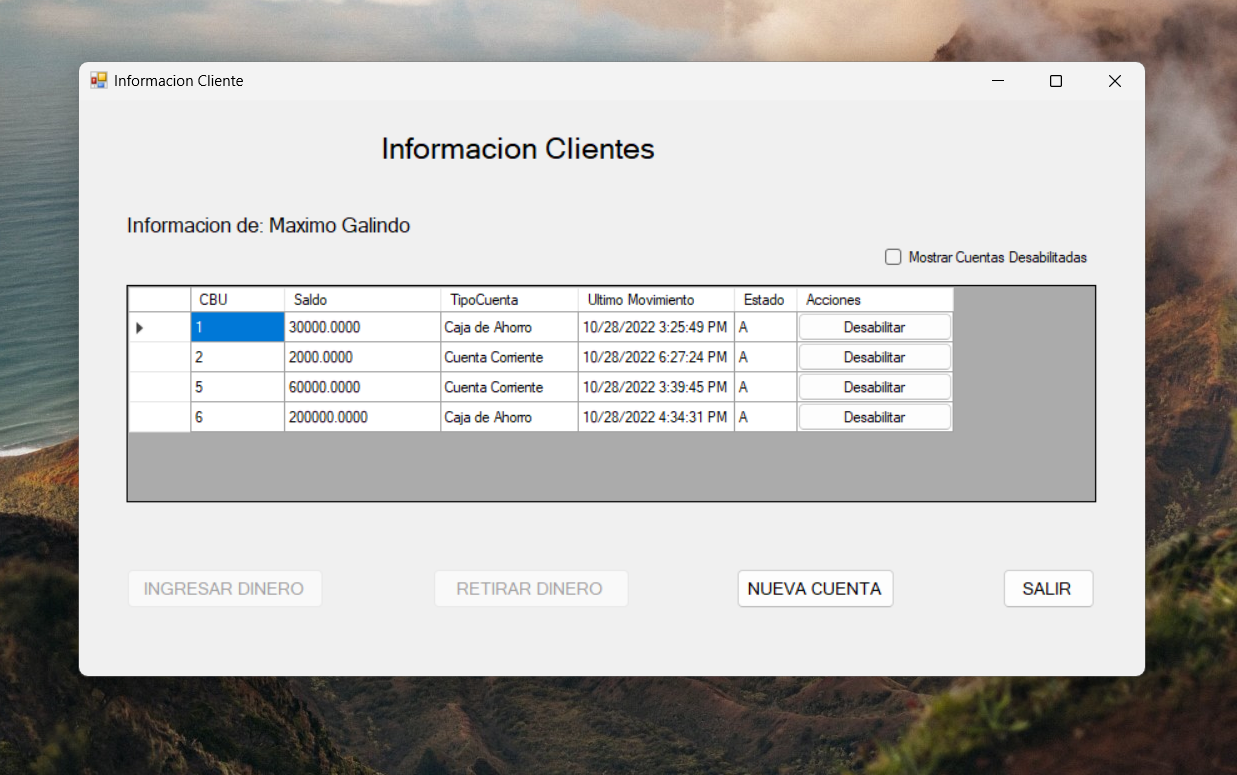 Informacion Cliente
Informacion Clientes
Informacion de: Maximo Galindo
Mostrar Cuentas Desabilitadas
CBU Saldo TipoCuenta Ultimo Movimiento Estado Acciones
1 30000.0000 Caja de Ahorro 10/28/2022 3:25:49 PM A Desabilitar
2 2000.0000 Cuenta Corriente 10/28/2022 6:27:24 PM A Desabilitar
5 60000.0000 Cuenta Corriente 10/28/2022 3:39:45 PM A Desabilitar
6 200000.0000 Caja de Ahorro 10/28/2022 4:34:31 PM A Desabilitar
INGRESAR DINERO RETIRAR DINERO NUEVA CUENTA SALIR